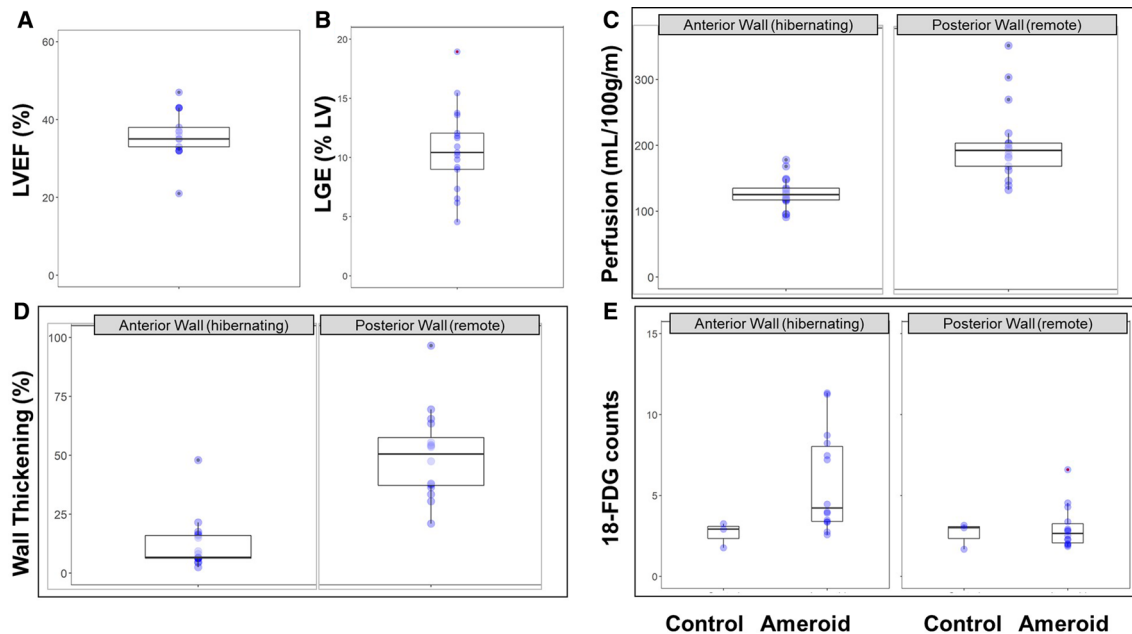 A
B
C
LVEF (%)
60
40
20
0
LGE (% LV)
20
15
10
5
0
Perfusion (mL/100g/m)
Anterior Wall (hibernating)
Posterior Wall (remote)
300
200
100
0
D
E
Wall Thickening (%)
Anterior Wall (hibernating)
Posterior Wall (remote)
100
75
50
25
0
18-FDG counts
Anterior Wall (hibernating)
Posterior Wall (remote)
15
10
5
0
Control Ameroid
Control Ameroid